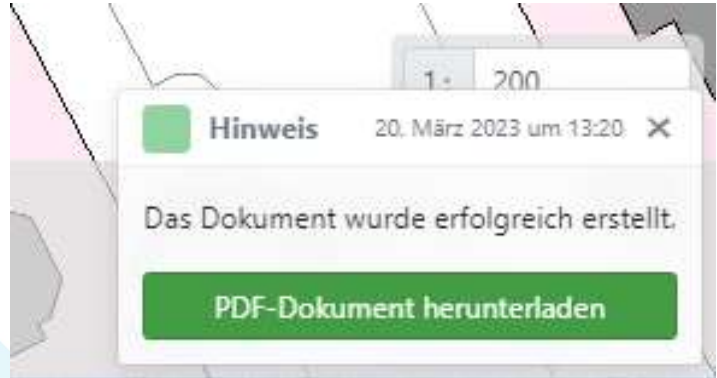 1 : 200
Hinweis 20. März 2023 um 13:20
Das Dokument wurde erfolgreich erstellt.
PDF-Dokument herunterladen